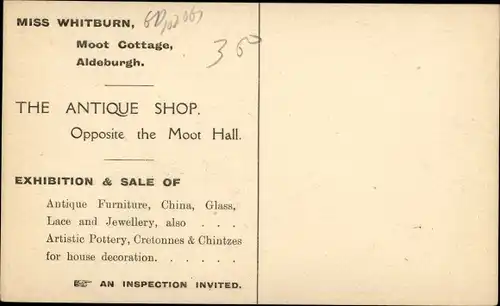 MISS WHITBURN,
Moot Cottage,
Aldeburgh.
THE ANTIQUE SHOP.
Opposite the Moot Hall.
EXHIBITION & SALE OF
Antique Furniture, China, Glass,
Lace and Jewellery, also . . .
Artistic Pottery, Cretonnes & Chintzes
for house decoration. . . . . .
☞ AN INSPECTION INVITED.